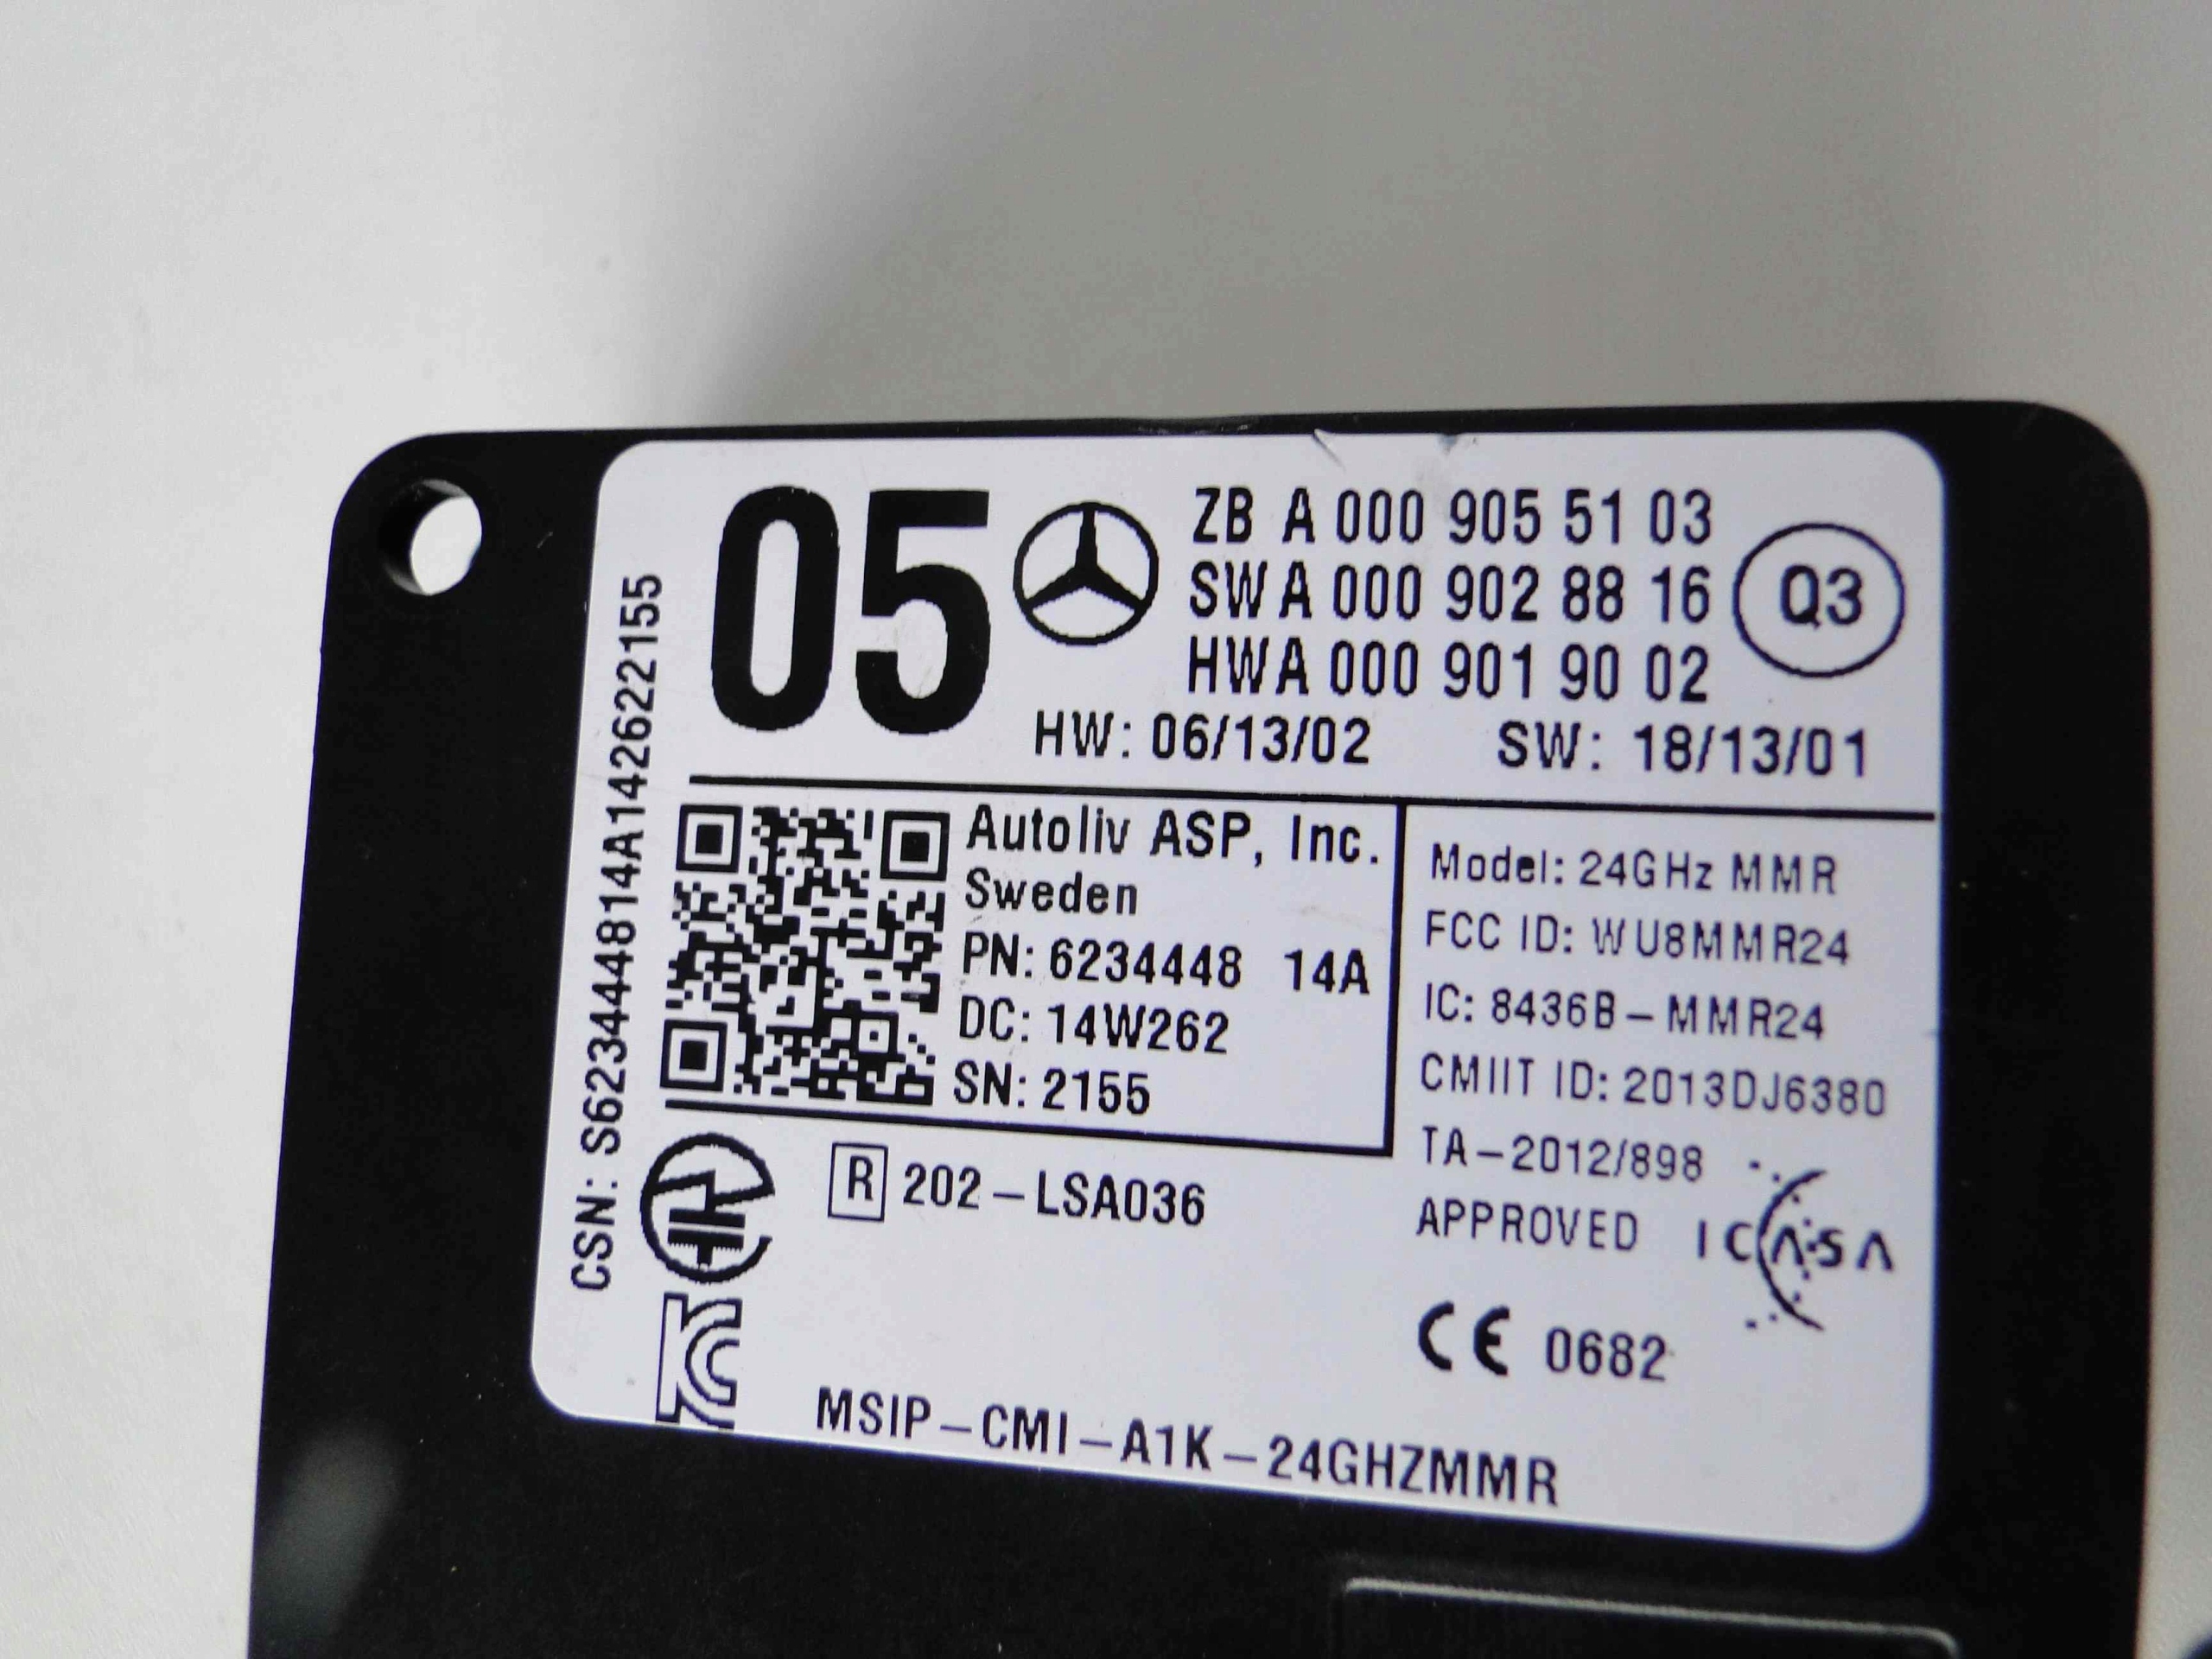 05
ZB A 000 905 51 03
SW A 000 902 88 16
HW A 000 901 90 02
Q3
HW: 06/13/02 SW: 18/13/01
CSN: S623444814A1426622155
Autoliv ASP, Inc.
Sweden
PN: 6234448 14A
DC: 14W262
SN: 2155
Model: 24GHz MMR
FCC ID: WU8MMR24
IC: 8436B-MMR24
CMIIT ID: 2013DJ6380
TA-2012/898
APPROVED ICASA
R 202-LSA036
CE 0682
MSIP-CMI-A1K-24GHZMMR